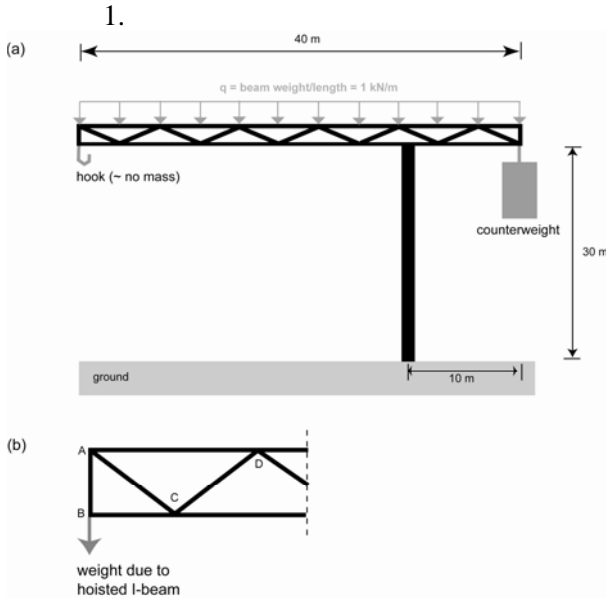 1.
(a)
40 m
q = beam weight/length = 1 kN/m
hook (~ no mass)
counterweight
30 m
ground
10 m
(b)
A
D
C
B
weight due to
hoisted I-beam